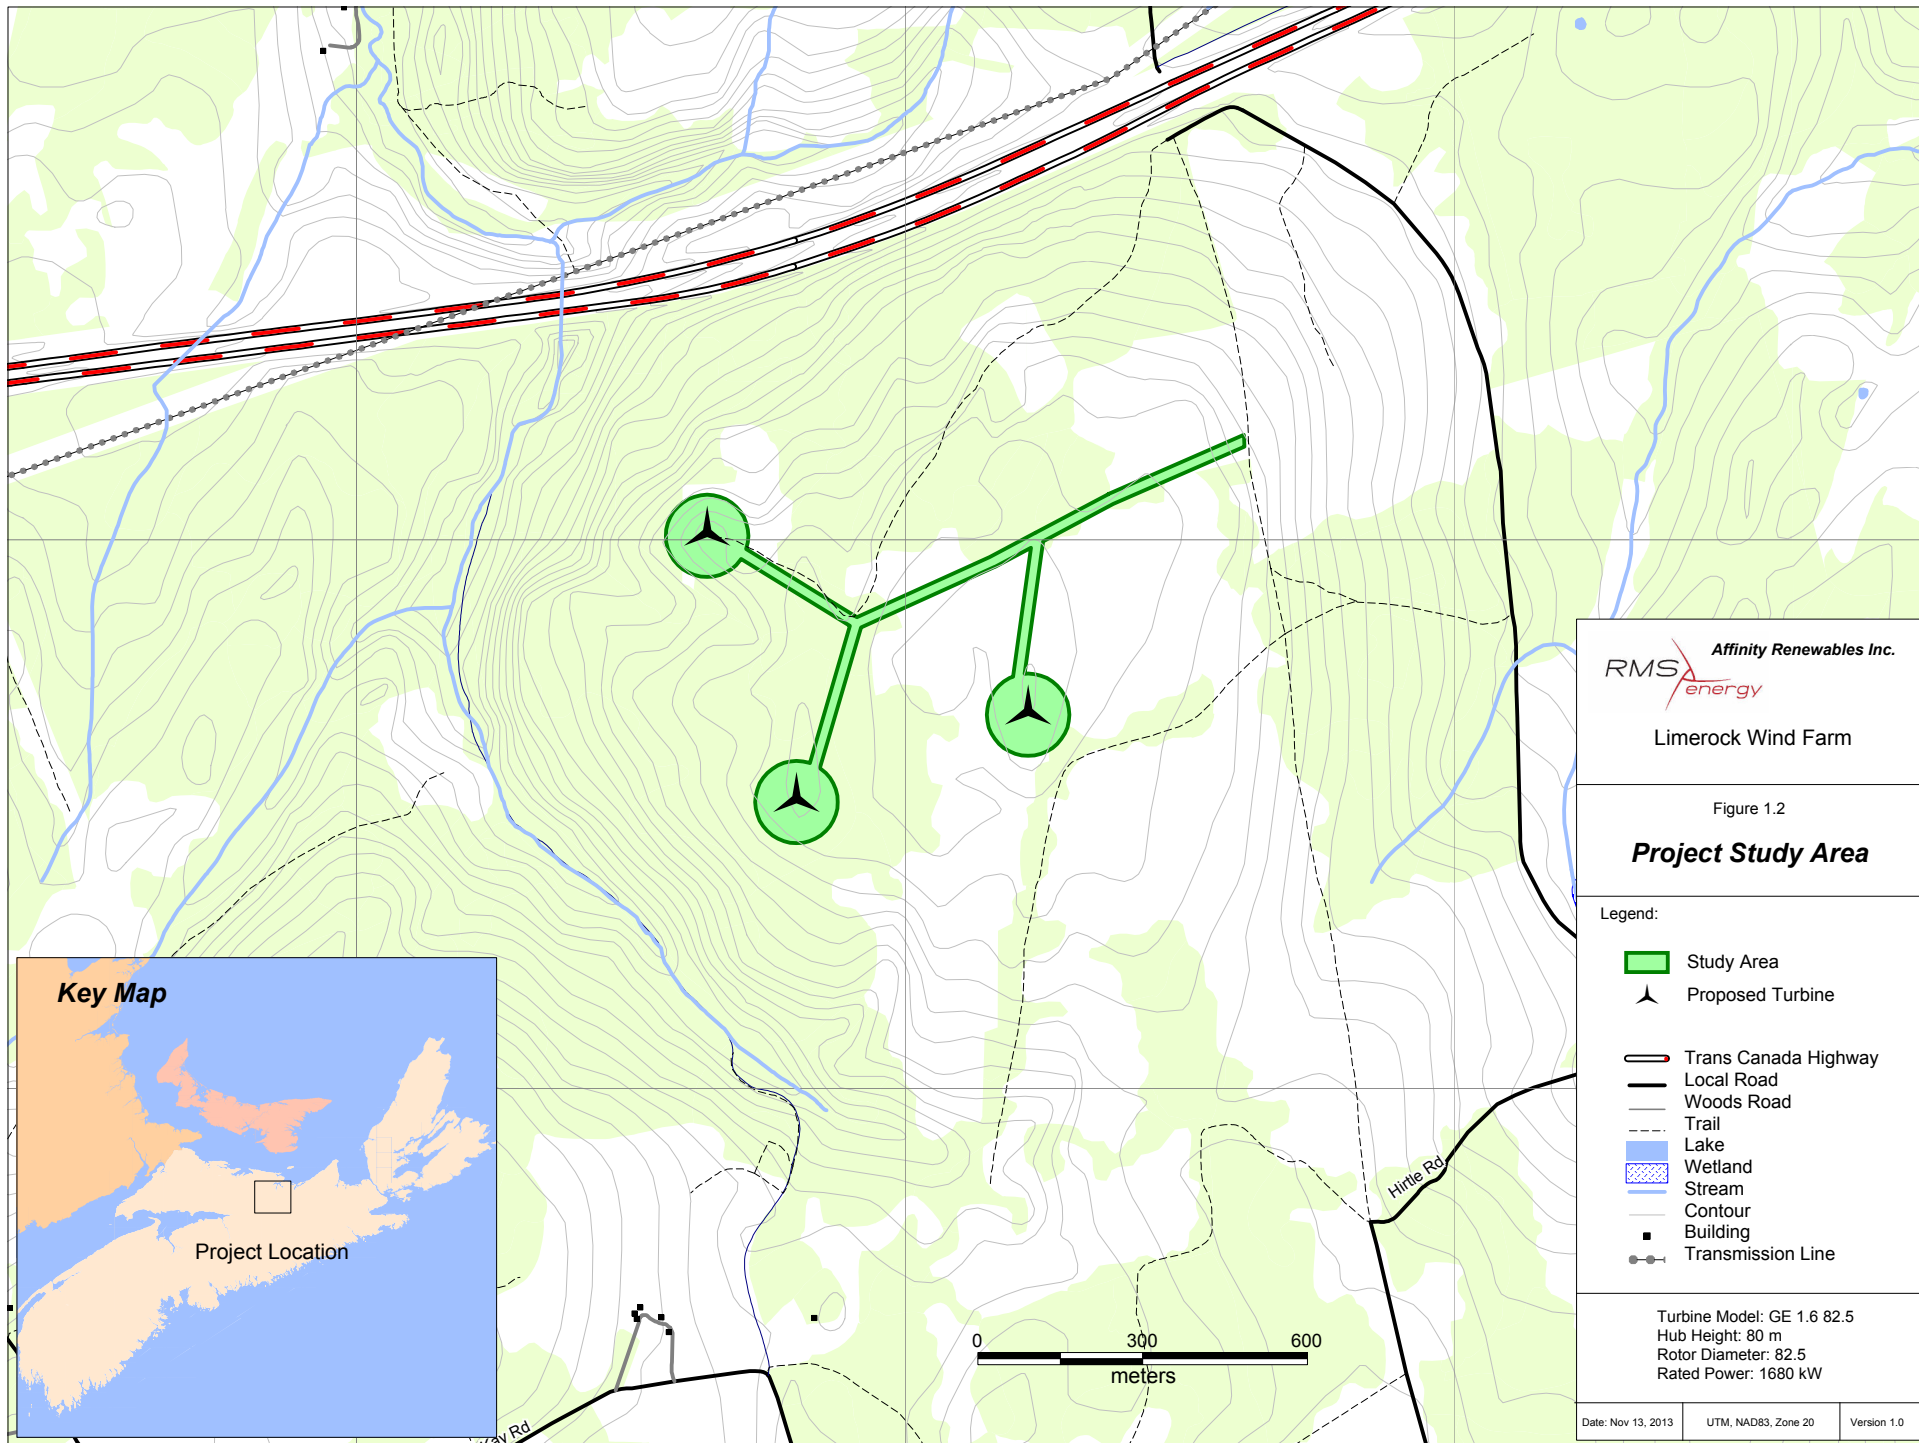 Affinity Renewables Inc.
RMS
energy
Limerock Wind Farm
Figure 1.2
Project Study Area
Legend:
Study Area
Proposed Turbine
Trans Canada Highway
Local Road
Woods Road
Trail
Lake
Wetland
Stream
Contour
Building
Transmission Line
Turbine Model: GE 1.6 82.5
Hub Height: 80 m
Rotor Diameter: 82.5
Rated Power: 1680 kW
Date: Nov 13, 2013
UTM, NAD83, Zone 20
Version 1.0
Key Map
Project Location
Hirtle Rd
0 300 600
meters
Rd